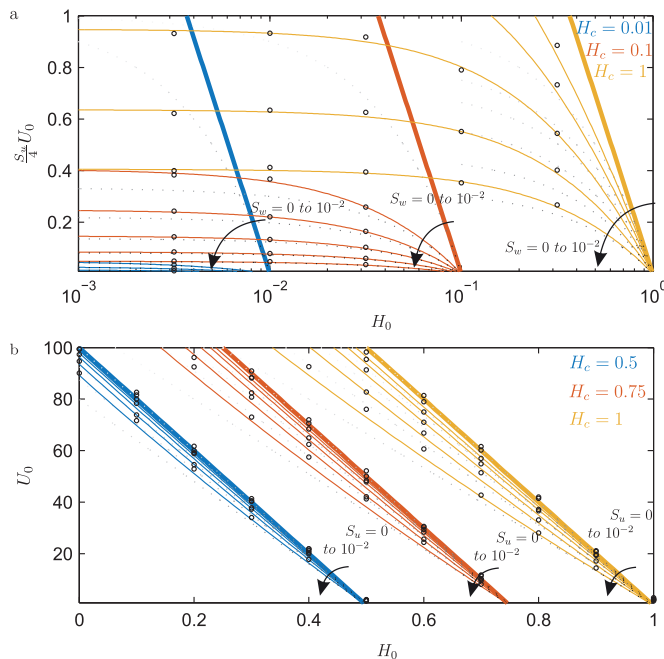 a
1
0.8
0.6
0.4
0.2
S_u/4 U_0
H_c = 0.01
H_c = 0.1
H_c = 1
S_w = 0 to 10^-2
S_w = 0 to 10^-2
S_w = 0 to 10^-2
10^-3
10^-2
10^-1
10^0
H_0
b
100
80
60
40
20
U_0
H_c = 0.5
H_c = 0.75
H_c = 1
S_u = 0
to 10^-2
S_u = 0
to 10^-2
S_u = 0
to 10^-2
0
0.2
0.4
0.6
0.8
1
H_0